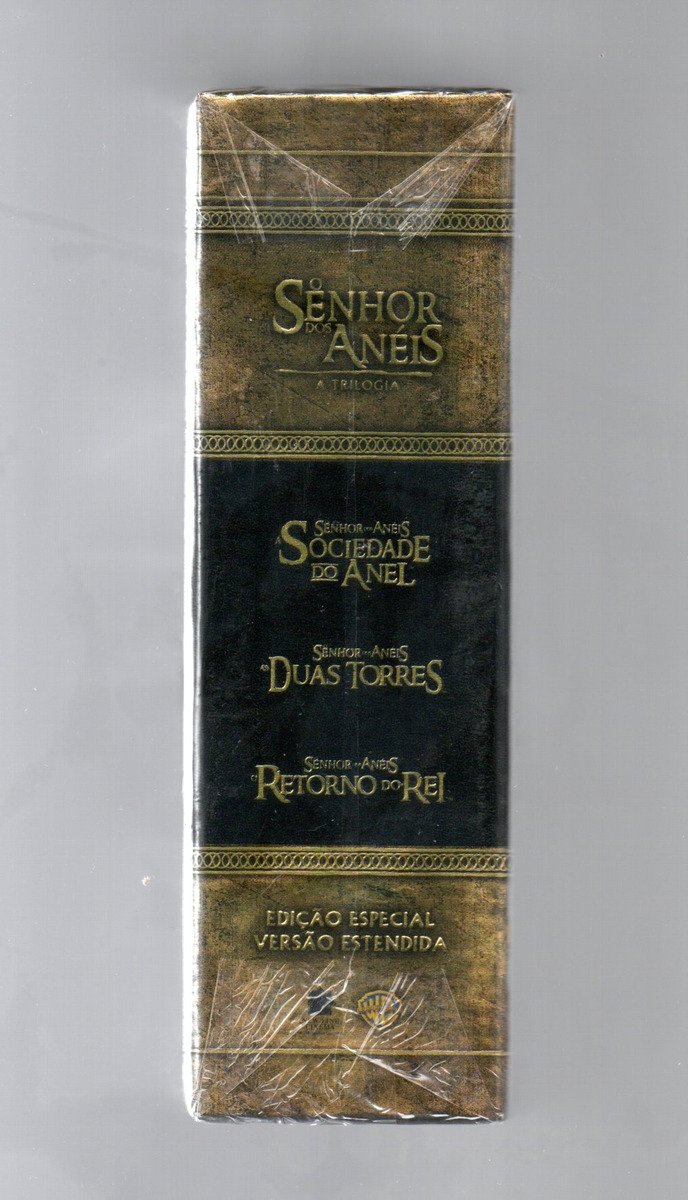 O
SENHOR
DOS ANÉIS
A TRILOGIA
SENHOR DOS ANÉIS
A SOCIEDADE
DO ANEL
SENHOR DOS ANÉIS
AS DUAS TORRES
SENHOR DOS ANÉIS
O RETORNO DO REI
EDIÇÃO ESPECIAL
VERSÃO ESTENDIDA